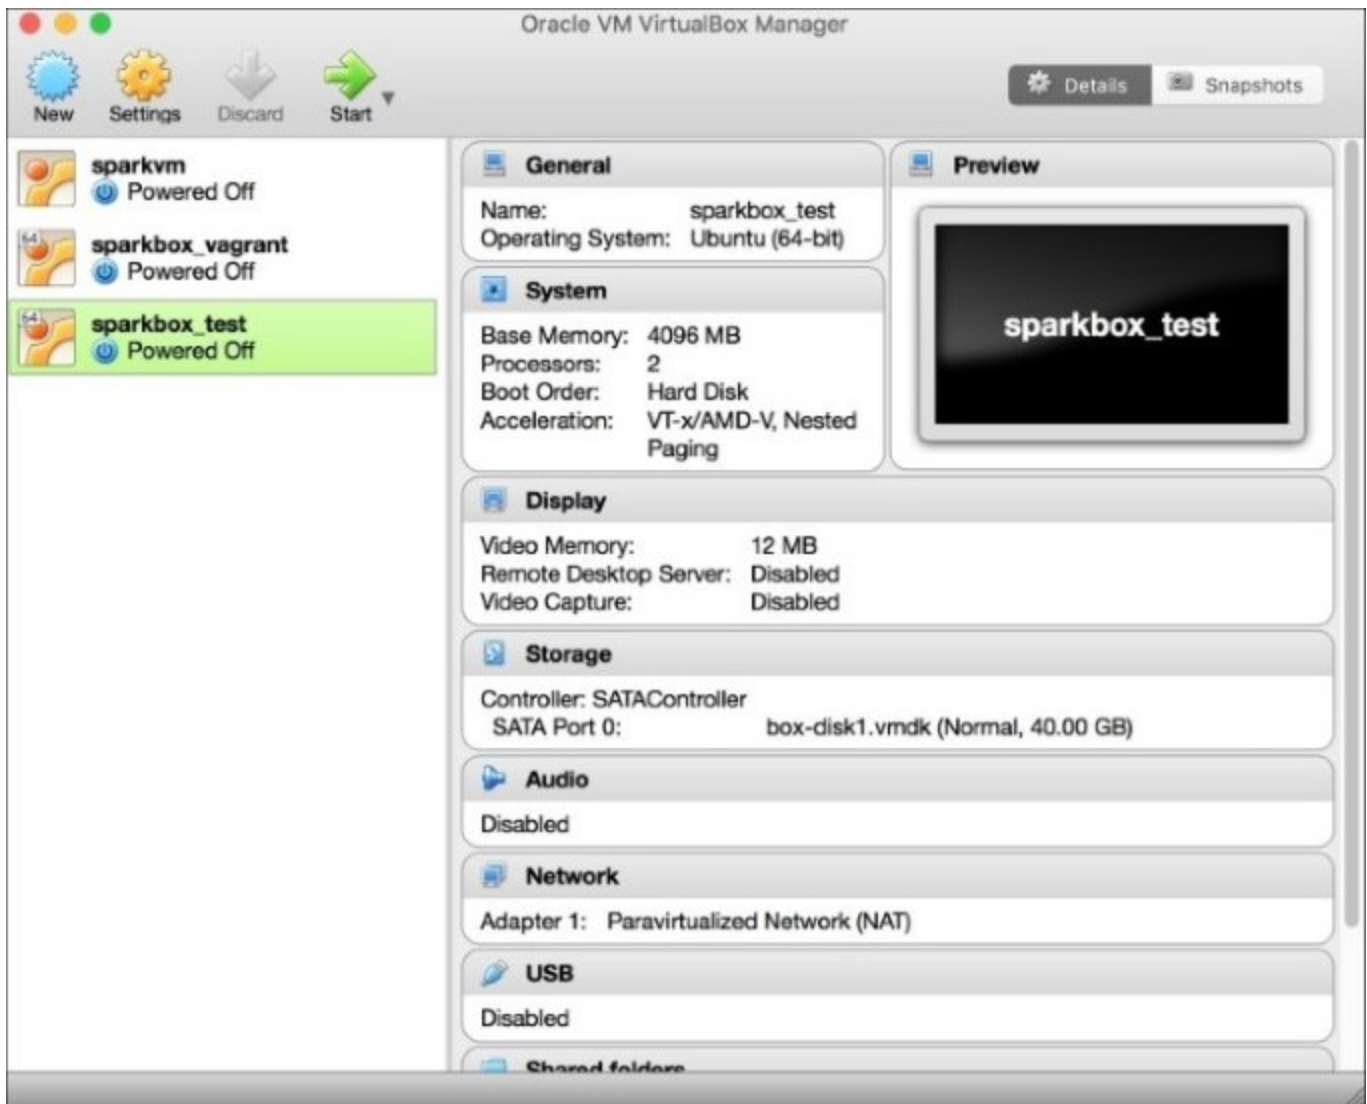 Oracle VM VirtualBox Manager
New
Settings
Discard
Start
Details
Snapshots
sparkvm
Powered Off
64
sparkbox_vagrant
Powered Off
64
sparkbox_test
Powered Off
General
Name: sparkbox_test
Operating System: Ubuntu (64-bit)
System
Base Memory: 4096 MB
Processors: 2
Boot Order: Hard Disk
Acceleration: VT-x/AMD-V, Nested
Paging
Preview
sparkbox_test
Display
Video Memory: 12 MB
Remote Desktop Server: Disabled
Video Capture: Disabled
Storage
Controller: SATAController
SATA Port 0: box-disk1.vmdk (Normal, 40.00 GB)
Audio
Disabled
Network
Adapter 1: Paravirtualized Network (NAT)
USB
Disabled
Shared folders